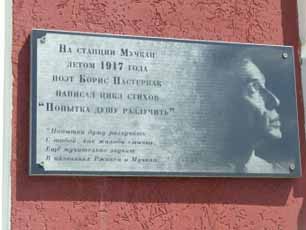 На станции Мучкап
летом 1917 года
поэт Борис Пастернак
написал цикл стихов
"Попытка душу разлучить"
"Попытка душу разлучить
С тобой, как жалоба смычка,
Ещё мучительно звучит
В названьях Ржакса и Мучкап..."